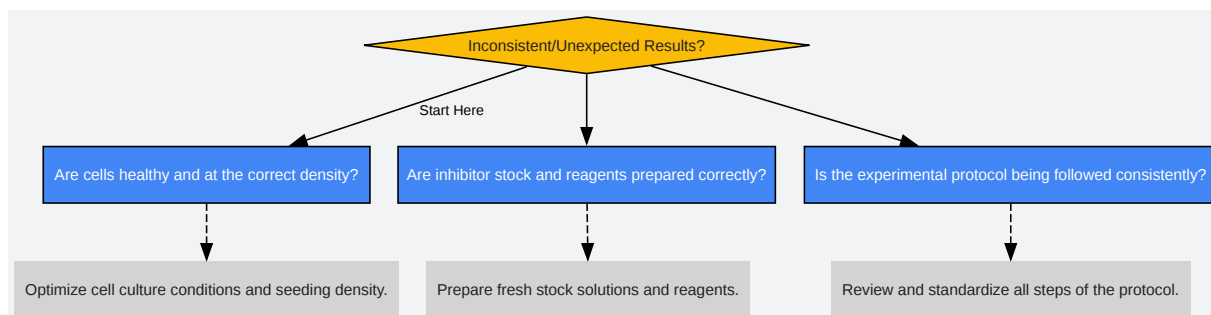 Inconsistent/Unexpected Results?
Start Here
Are cells healthy and at the correct density?
Are inhibitor stock and reagents prepared correctly?
Is the experimental protocol being followed consistently?
Optimize cell culture conditions and seeding density.
Prepare fresh stock solutions and reagents.
Review and standardize all steps of the protocol.